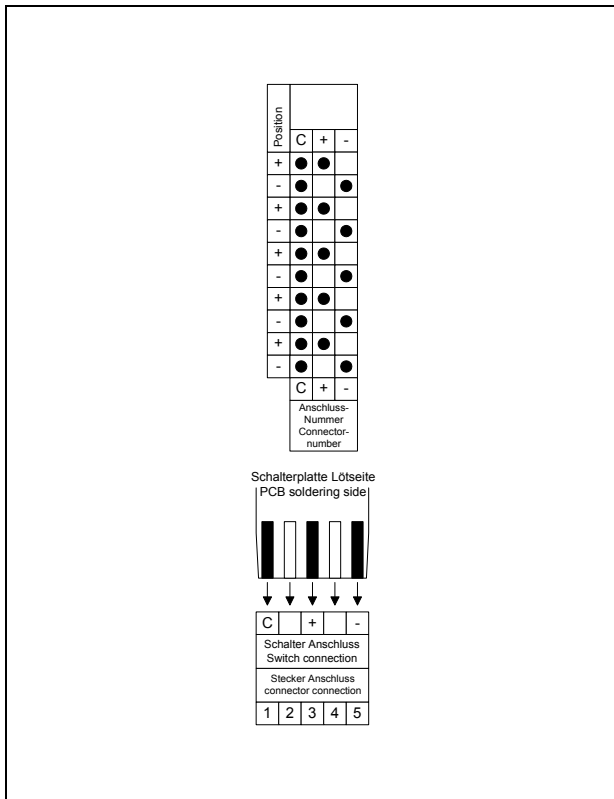 Position
C + -
+
-
+
-
+
-
+
-
+
-
C + -
Anschluss-
Nummer
Connector-
number
Schalterplatte Lötseite
PCB soldering side
C + -
Schalter Anschluss
Switch connection
Stecker Anschluss
connector connection
1 2 3 4 5